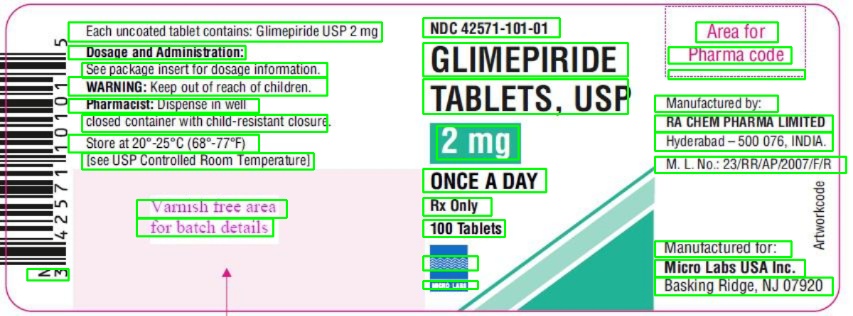 Each uncoated tablet contains: Glimepiride USP 2 mg
Dosage and Administration:
See package insert for dosage information.
WARNING: Keep out of reach of children.
Pharmacist: Dispense in well
closed container with child-resistant closure.
Store at 20°-25°C (68°-77°F)
[see USP Controlled Room Temperature]
N
3 42571 10101 5
Varnish free area
for batch details
NDC 42571-101-01
GLIMEPIRIDE
TABLETS, USP
2 mg
ONCE A DAY
Rx Only
100 Tablets
MICRO LABS
Area for
Pharma code
Manufactured by:
RA CHEM PHARMA LIMITED
Hyderabad – 500 076, INDIA.
M. L. No.: 23/RR/AP/2007/F/R
Manufactured for:
Micro Labs USA Inc.
Basking Ridge, NJ 07920
Artworkcode